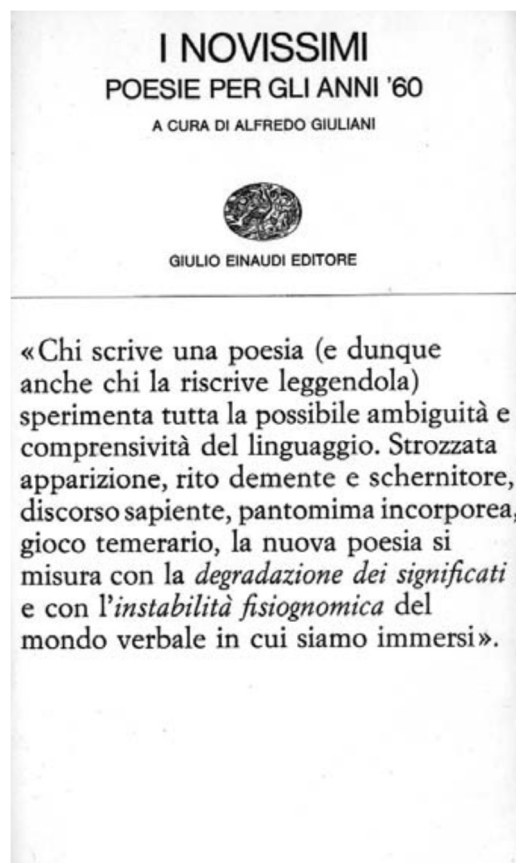 I NOVISSIMI
POESIE PER GLI ANNI '60
A CURA DI ALFREDO GIULIANI
GIULIO EINAUDI EDITORE
«Chi scrive una poesia (e dunque
anche chi la riscrive leggendola)
sperimenta tutta la possibile ambiguità e
comprensività del linguaggio. Strozzata
apparizione, rito demente e schernitore,
discorso sapiente, pantomima incorporea,
gioco temerario, la nuova poesia si
misura con la degradazione dei significati
e con l'instabilità fisiognomica del
mondo verbale in cui siamo immersi».